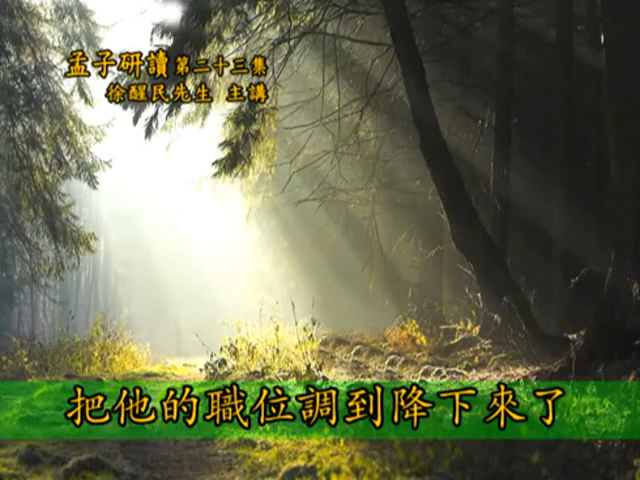 孟子研讀 第二十三集
徐醒民先生 主講
把他的職位調到降下來了